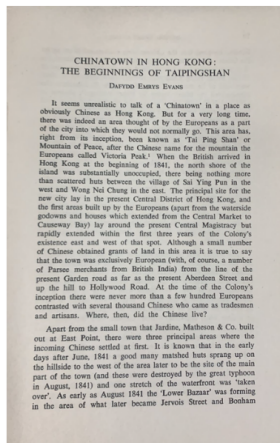 CHINATOWN IN HONG KONG:
THE BEGINNINGS OF TAIPINGSHAN
DAFYDD EMRYS EVANS
It seems unrealistic to talk of a 'Chinatown' in a place as
obviously Chinese as Hong Kong. But for a very long time,
there was indeed an area thought of by the Europeans as a part
of the city into which they would not normally go. This area has,
right from its inception, been known as 'Tai Ping Shan' or
Mountain of Peace, after the Chinese name for the mountain the
Europeans called Victoria Peak.¹ When the British arrived in
Hong Kong at the beginning of 1841, the north shore of the
island was substantially unoccupied, there being nothing more
than scattered huts between the village of Sai Ying Pun in the
west and Wong Nei Chung in the east. The principal site for the
new city lay in the present Central District of Hong Kong, and
the first areas built up by the Europeans (apart from the waterside
godowns and houses which extended from the Central Market to
Causeway Bay) lay around the present Central Magistracy but
rapidly extended within the first three years of the Colony's
existence east and west of that spot. Although a small number
of Chinese obtained grants of land in this area it is true to say
that the town was exclusively European (with, of course, a number
of Parsee merchants from British India) from the line of the
present Garden road as far as the present Aberdeen Street and
up the hill to Hollywood Road. At the time of the Colony's
inception there were never more than a few hundred Europeans
contrasted with several thousand Chinese who came as tradesmen
and artisans. Where, then, did the Chinese live?
Apart from the small town that Jardine, Matheson & Co. built
out at East Point, there were three principal areas where the
incoming Chinese settled at first. It is known that in the early
days after June, 1841 a good many matshed huts sprang up on
the hillside to the west of the area later to be the site of the main
part of the town (and these were destroyed by the great typhoon
in August, 1841) and one stretch of the waterfront was 'taken
over'. As early as August 1841 the 'Lower Bazaar' was forming
in the area of what later became Jervois Street and Bonham